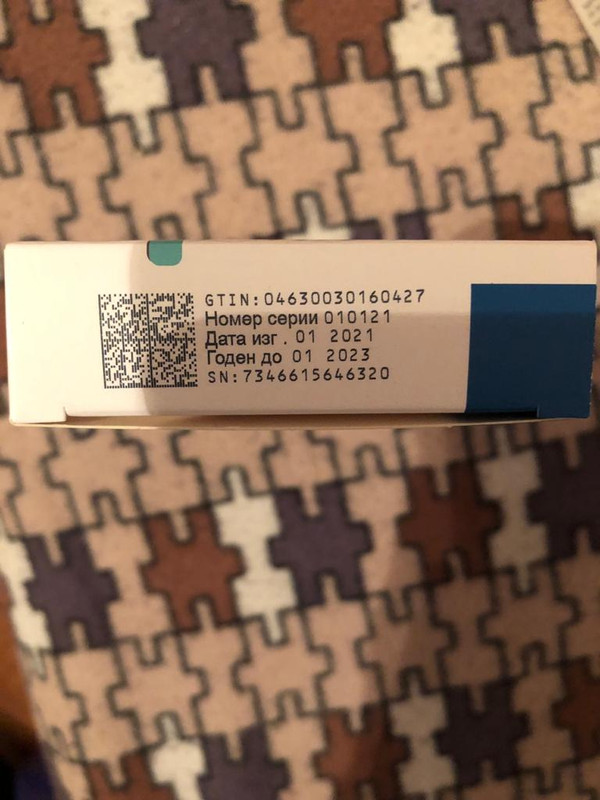 GTIN:04630030160427
Номер серии 010121
Дата изг. 01 2021
Годен до 01 2023
SN:7346615646320